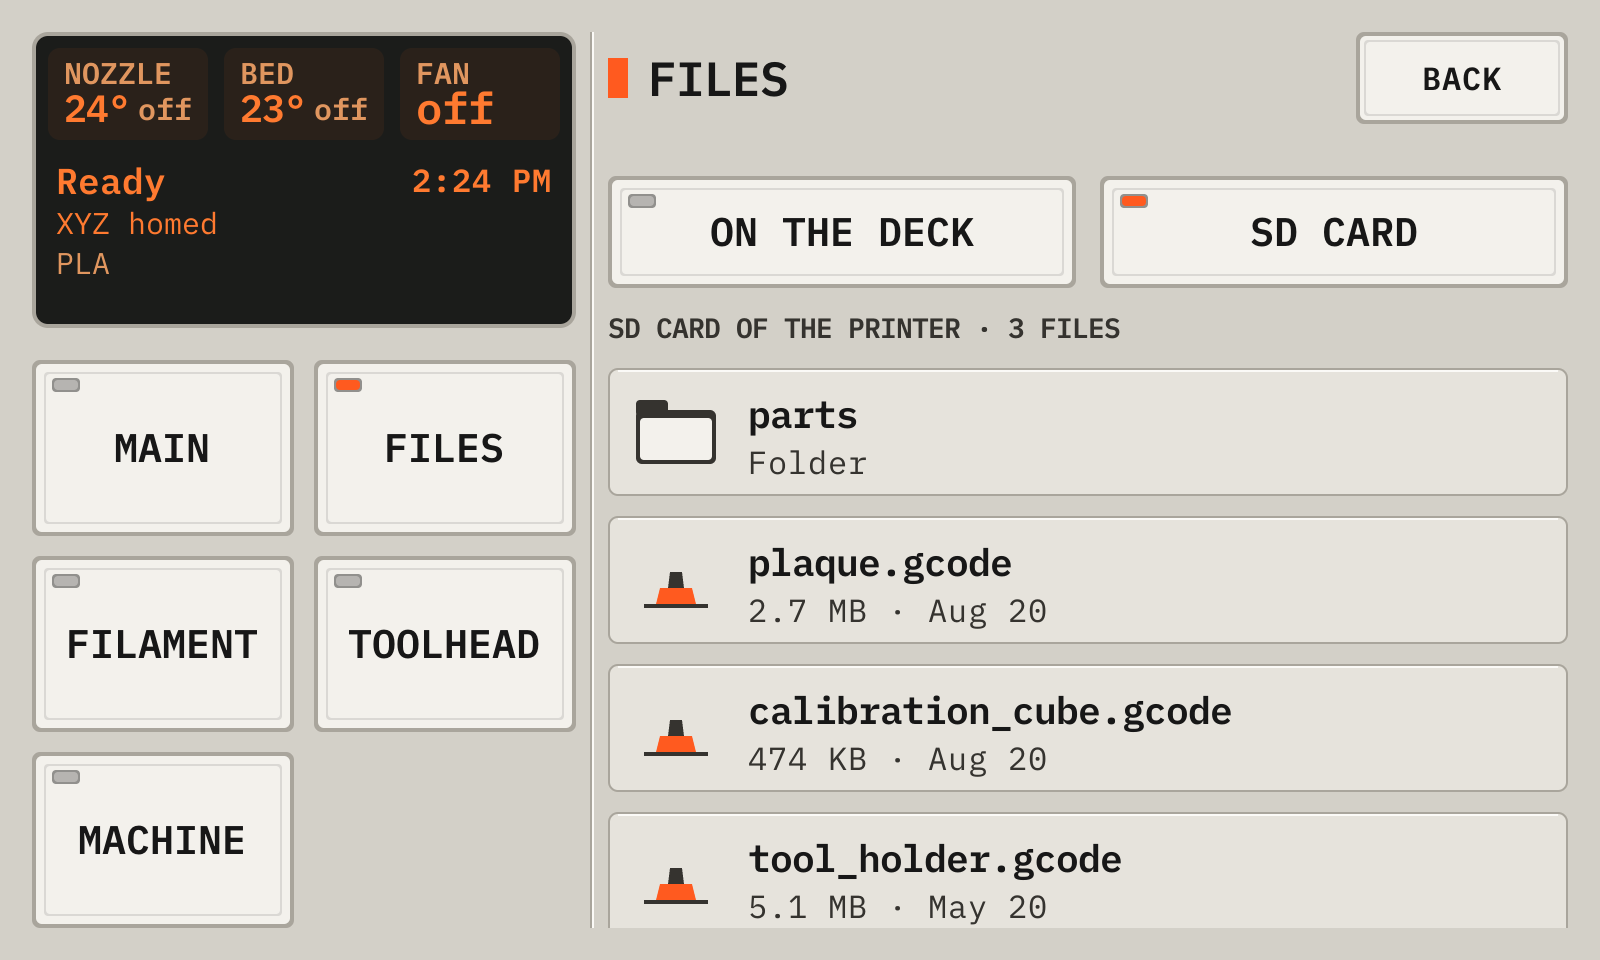 NOZZLE
24° off
BED
23° off
FAN
off
Ready
2:24 PM
XYZ homed
PLA
MAIN
FILES
FILAMENT
TOOLHEAD
MACHINE
FILES
BACK
ON THE DECK
SD CARD
SD CARD OF THE PRINTER · 3 FILES
parts
Folder
plaque.gcode
2.7 MB · Aug 20
calibration_cube.gcode
474 KB · Aug 20
tool_holder.gcode
5.1 MB · May 20